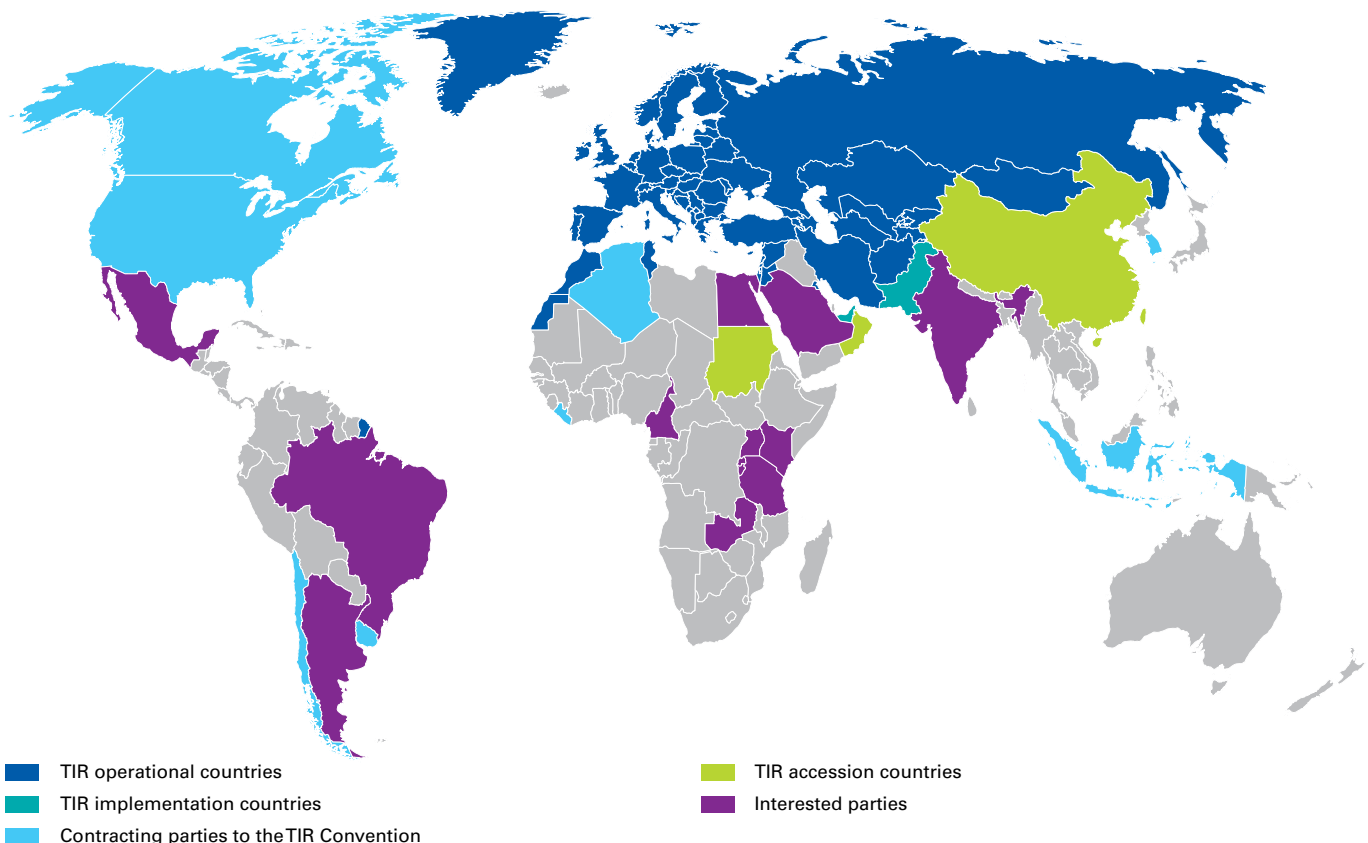 TIR operational countries
TIR implementation countries
Contracting parties to the TIR Convention
TIR accession countries
Interested parties